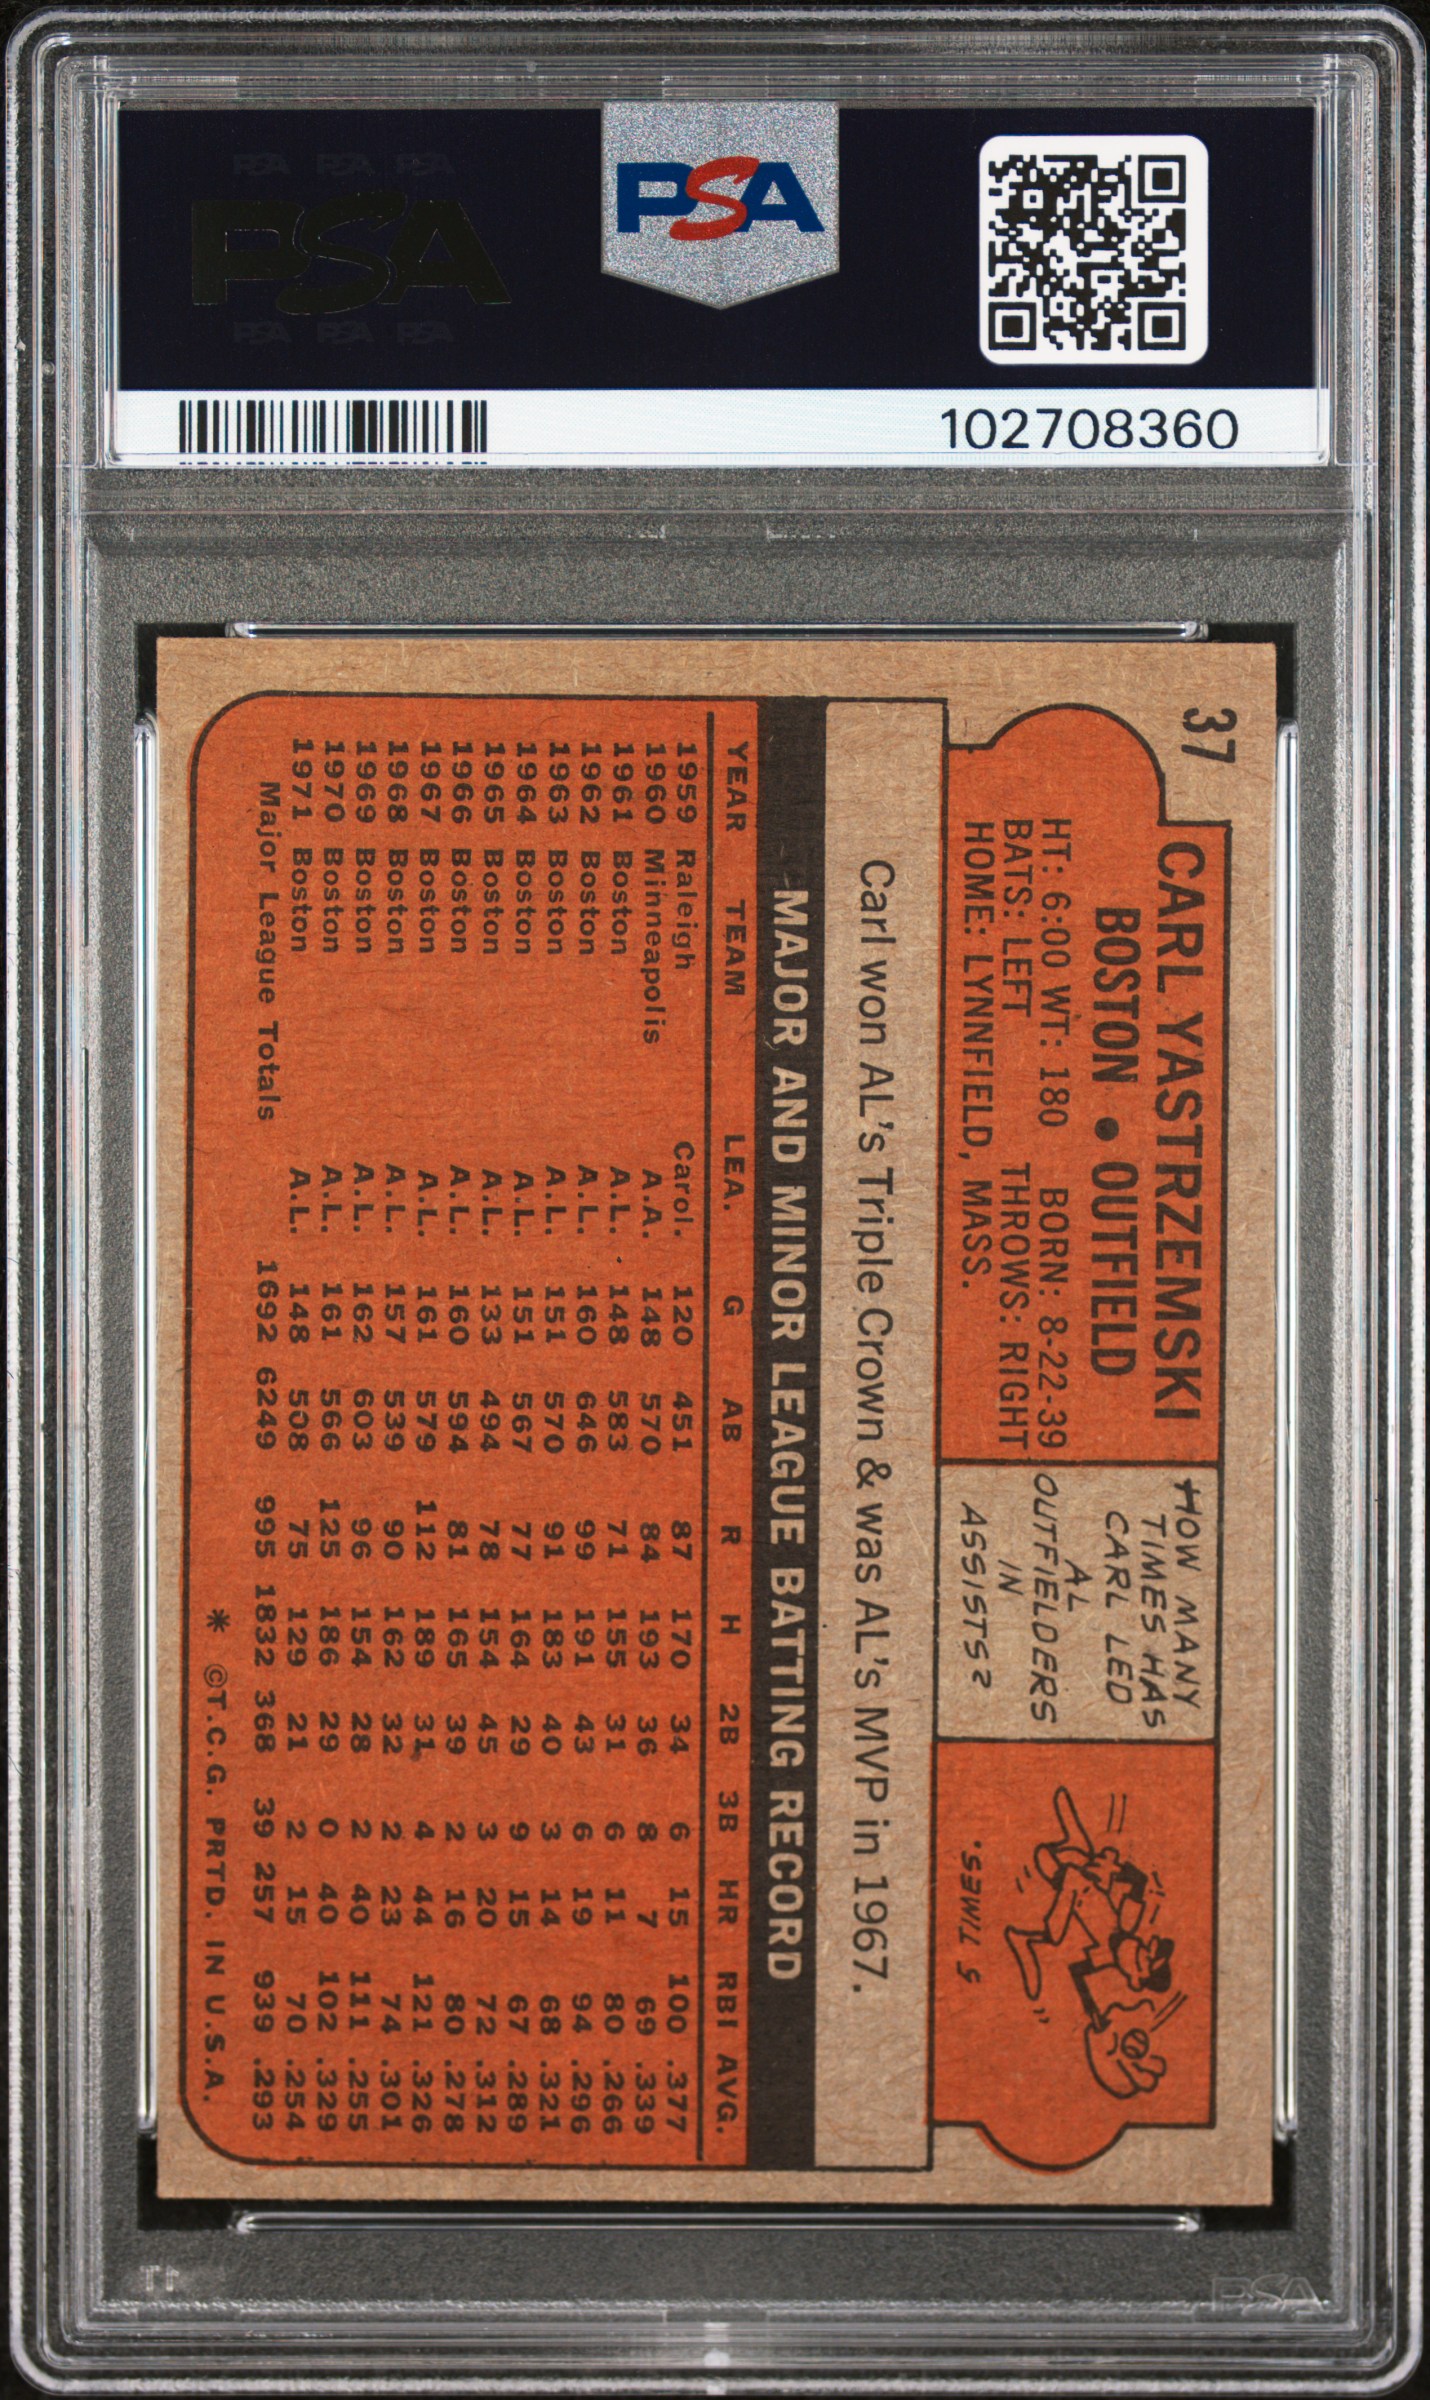 PSA PSA PSA
PSA
PSA PSA PSA
PSA
102708360
37
CARL YASTRZEMSKI
BOSTON ● OUTFIELD
HT: 6:00 WT: 180 BORN: 8-22-39
BATS: LEFT THROWS: RIGHT
HOME: LYNNFIELD, MASS.
HOW MANY
TIMES HAS
CARL LED
AL
OUTFIELDERS
IN
ASSISTS?
5 TIMES.
Carl won AL's Triple Crown & was AL's MVP in 1967.
MAJOR AND MINOR LEAGUE BATTING RECORD
YEAR TEAM LEA. G AB R H 2B 3B HR RBI AVG.
1959 Raleigh Carol. 120 451 87 170 34 6 15 100 .377
1960 Minneapolis A.A. 148 570 84 193 36 8 7 69 .339
1961 Boston A.L. 148 583 71 155 31 6 11 80 .266
1962 Boston A.L. 160 646 99 191 43 6 19 94 .296
1963 Boston A.L. 151 570 91 183 40 3 14 68 .321
1964 Boston A.L. 151 567 77 164 29 9 15 67 .289
1965 Boston A.L. 133 494 78 154 45 3 20 72 .312
1966 Boston A.L. 160 594 81 165 39 2 16 80 .278
1967 Boston A.L. 161 579 112 189 31 4 44 121 .326
1968 Boston A.L. 157 539 90 162 32 2 23 74 .301
1969 Boston A.L. 162 603 96 154 28 2 40 111 .255
1970 Boston A.L. 161 566 125 186 29 0 40 102 .329
1971 Boston A.L. 148 508 75 129 21 2 15 70 .254
Major League Totals 1692 6249 995 1832 368 39 257 939 .293
* ©T.C.G. PRTD. IN U.S.A.
PSA